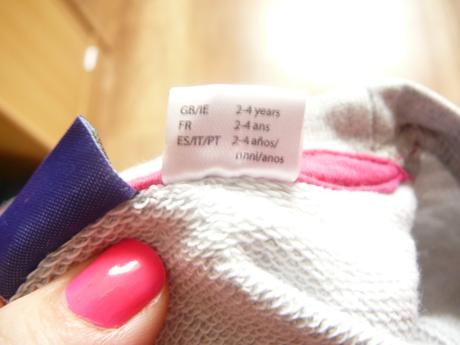 GB/IE 2-4 years
FR 2-4 ans
ES/IT/PT 2-4 años/
anni/anos